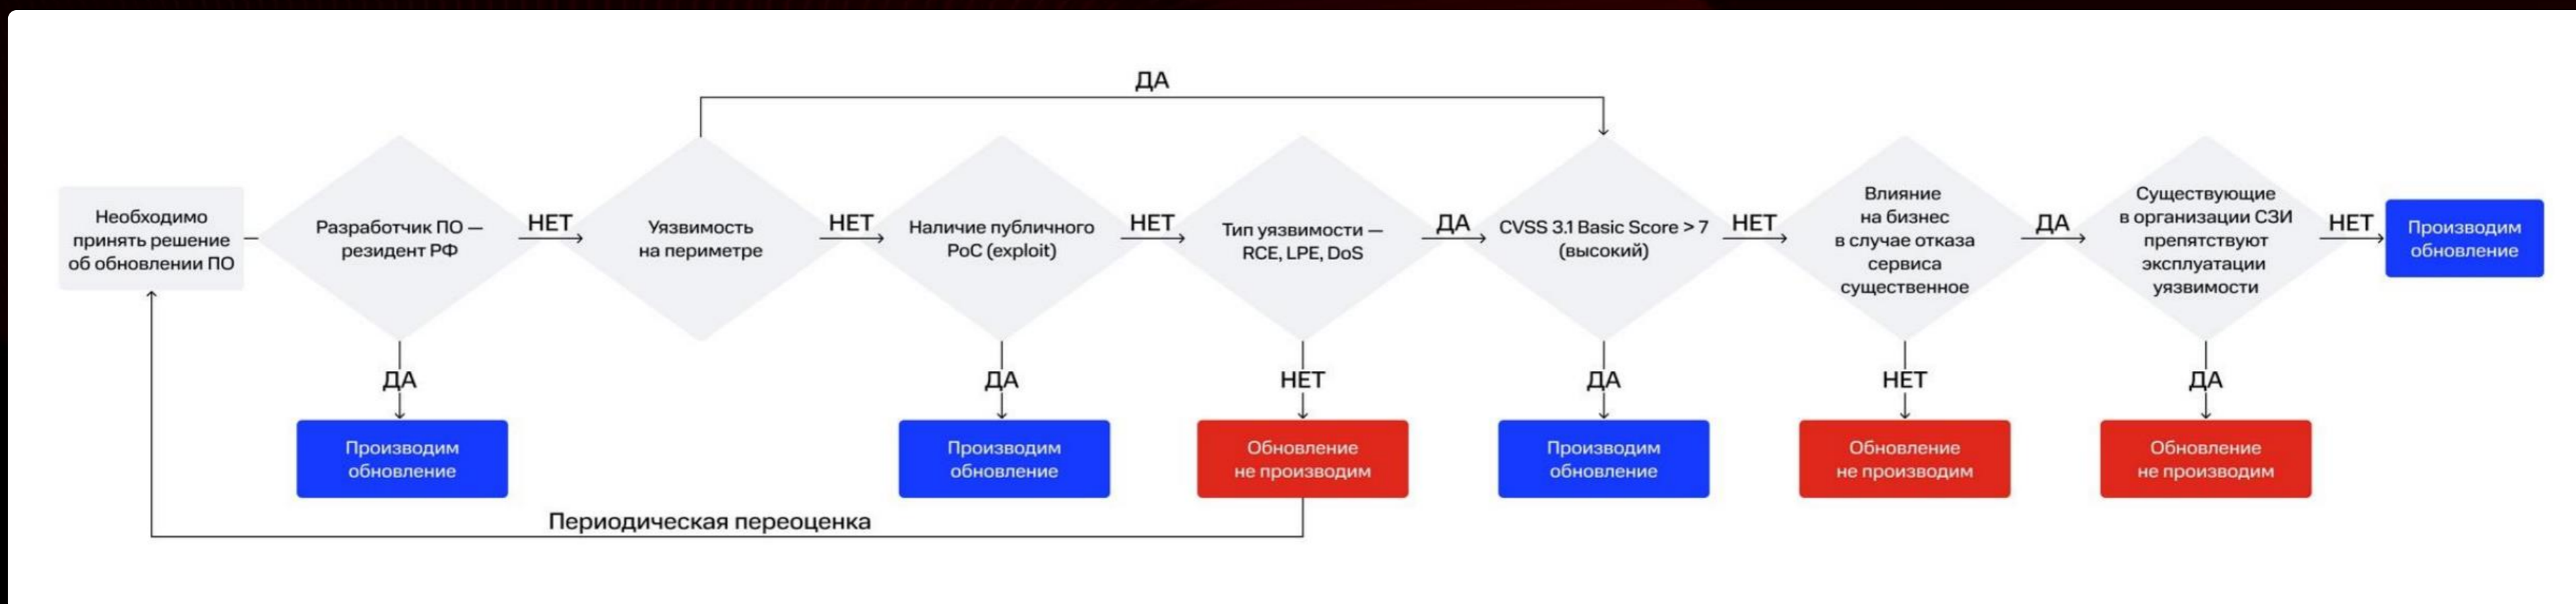 ДА
Необходимо
принять решение
об обновлении ПО
Разработчик ПО —
резидент РФ
НЕТ
Уязвимость
на периметре
НЕТ
Наличие публичного
PoC (exploit)
НЕТ
Тип уязвимости —
RCE, LPE, DoS
ДА
CVSS 3.1 Basic Score > 7
(высокий)
НЕТ
Влияние
на бизнес
в случае отказа
сервиса
существенное
ДА
Существующие
в организации СЗИ
препятствуют
эксплуатации
уязвимости
НЕТ
Производим
обновление
ДА
ДА
НЕТ
ДА
НЕТ
ДА
Производим
обновление
Производим
обновление
Обновление
не производим
Производим
обновление
Обновление
не производим
Обновление
не производим
Периодическая переоценка